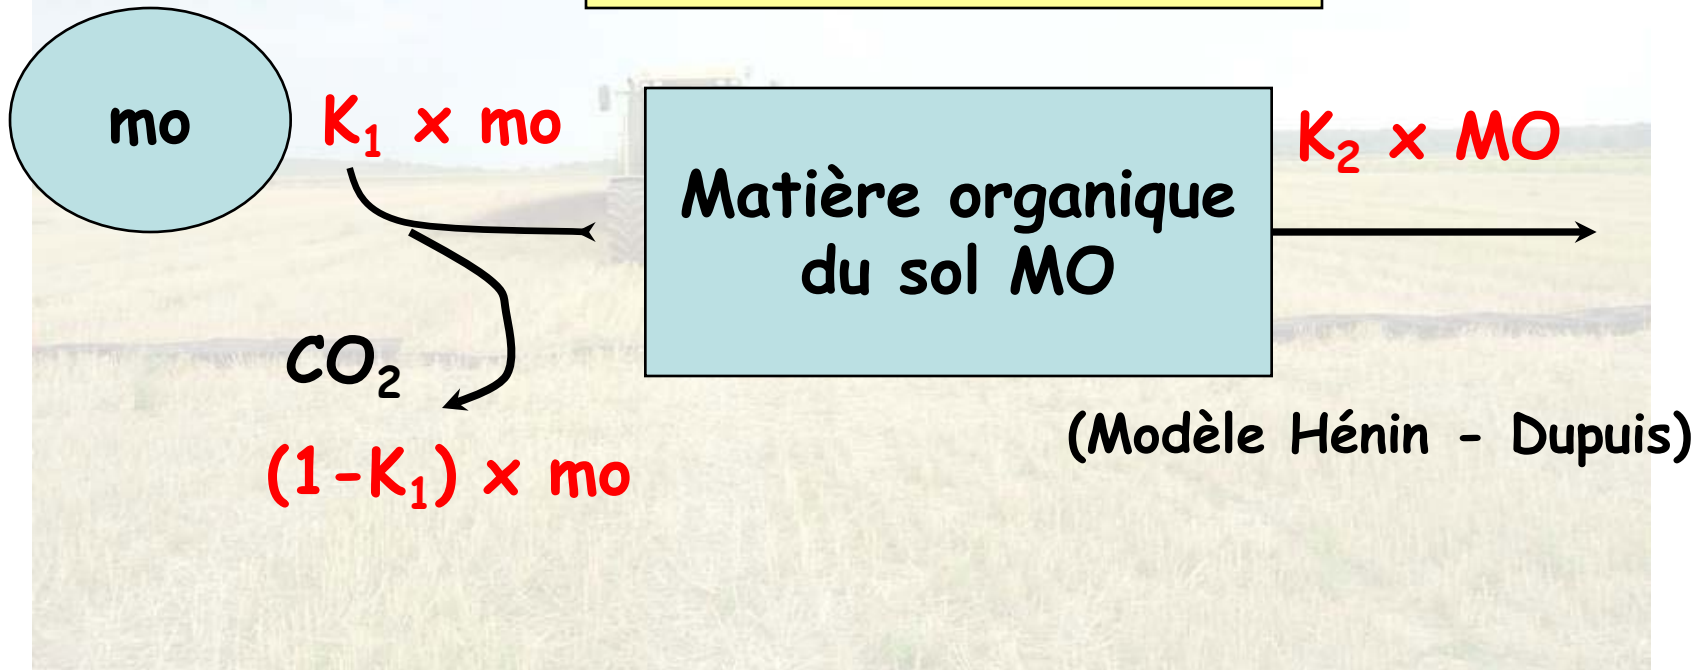 mo
K₁ x mo
Matière organique
du sol MO
K₂ x MO
CO₂
(1-K₁) x mo
(Modèle Hénin - Dupuis)